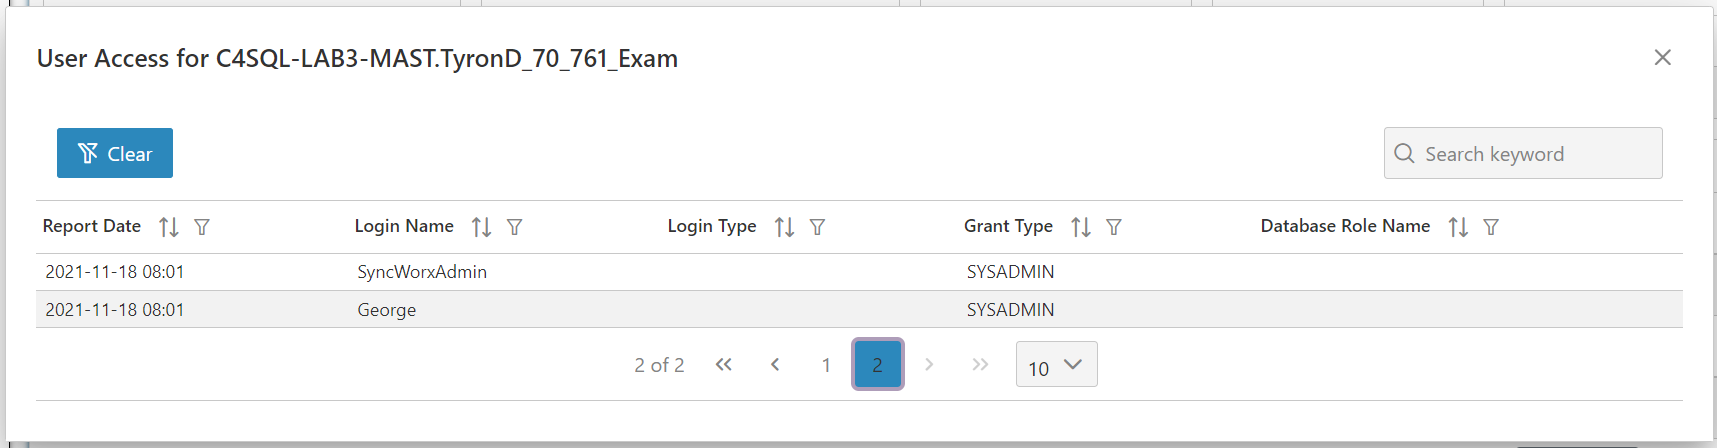 User Access for C4SQL-LAB3-MAST.TyronD_70_761_Exam
Clear
Search keyword
Report Date Login Name Login Type Grant Type Database Role Name
2021-11-18 08:01 SyncWorxAdmin SYSADMIN
2021-11-18 08:01 George SYSADMIN
2 of 2 « ‹ 1 2 › » 10